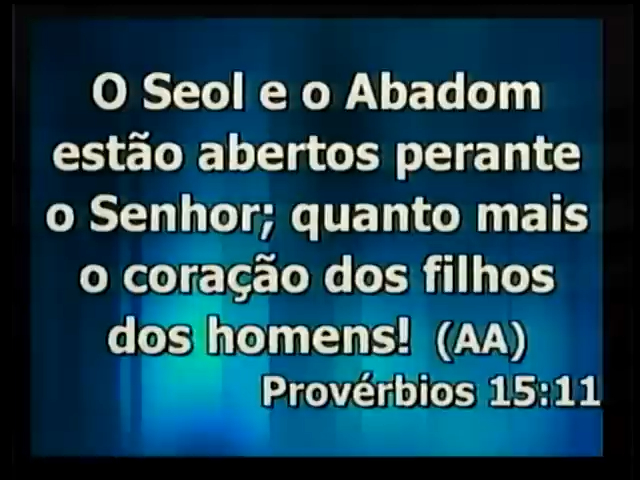 O Seol e o Abadom
estão abertos perante
o Senhor; quanto mais
o coração dos filhos
dos homens! (AA)
Provérbios 15:11